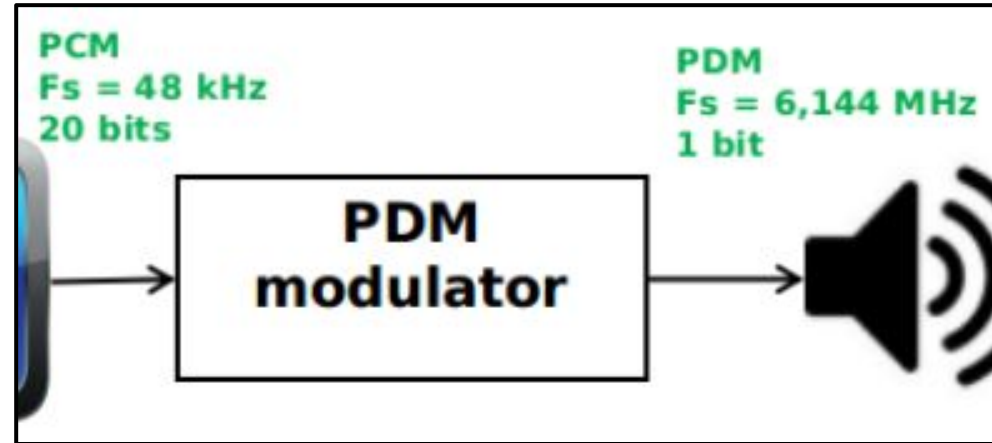 PCM
Fs = 48 kHz
20 bits
PDM
Fs = 6,144 MHz
1 bit
PDM
modulator